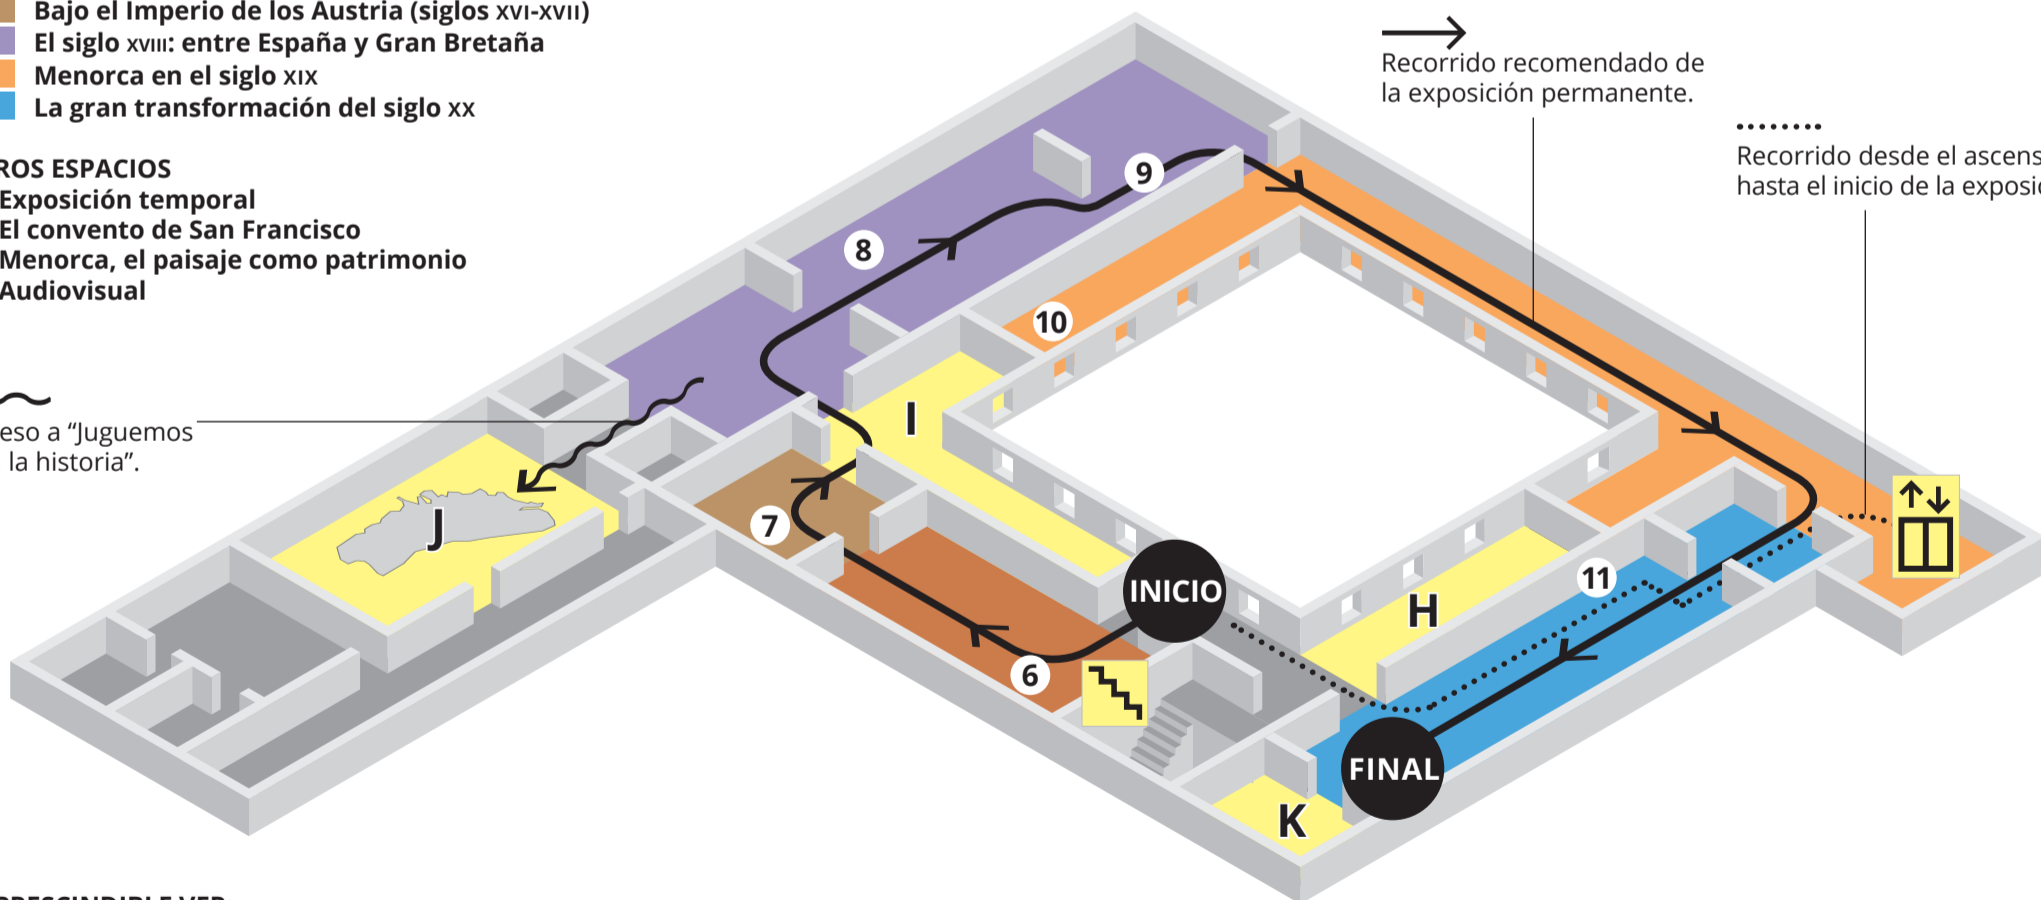 Bajo el Imperio de los Austria (siglos XVI-XVII)
El siglo XVIII: entre España y Gran Bretaña
Menorca en el siglo XIX
La gran transformación del siglo XX
ROS ESPACIOS
Exposición temporal
El convento de San Francisco
Menorca, el paisaje como patrimonio
Audiovisual
eso a “Juguemos
la historia”.
Recorrido recomendado de
la exposición permanente.
Recorrido desde el ascens
hasta el inicio de la exposi
9
8
10
I
J
7
INICIO
11
H
6
FINAL
K